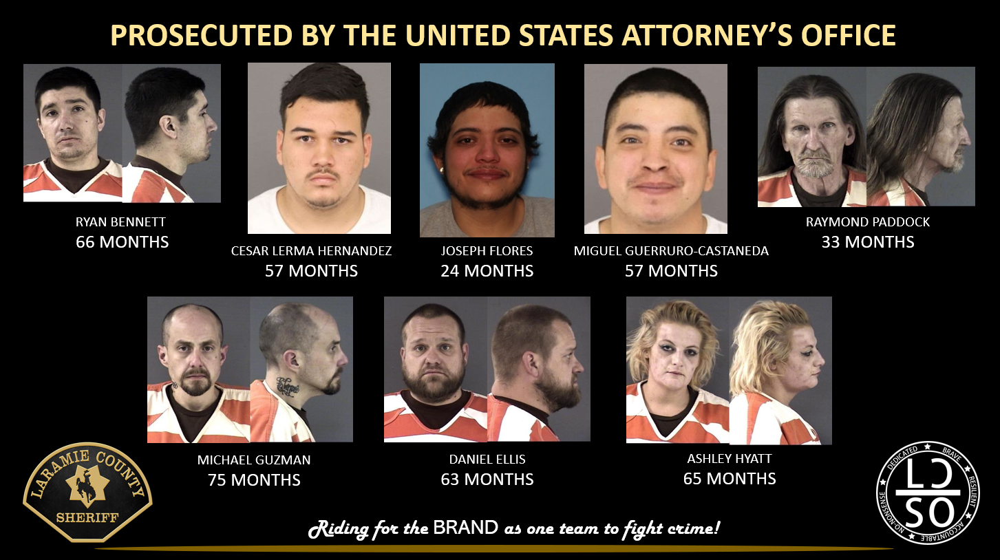 PROSECUTED BY THE UNITED STATES ATTORNEY'S OFFICE
RYAN BENNETT
66 MONTHS
CESAR LERMA HERNANDEZ
57 MONTHS
JOSEPH FLORES
24 MONTHS
MIGUEL GUERRURO-CASTANEDA
57 MONTHS
RAYMOND PADDOCK
33 MONTHS
MICHAEL GUZMAN
75 MONTHS
DANIEL ELLIS
63 MONTHS
ASHLEY HYATT
65 MONTHS
LARAMIE COUNTY
SHERIFF
Riding for the BRAND as one team to fight crime!
DEDICATED ★ BRAVE ★ RESILIENT ★ ACCOUNTABLE ★ NO-NONSENSE ★
LC
SO